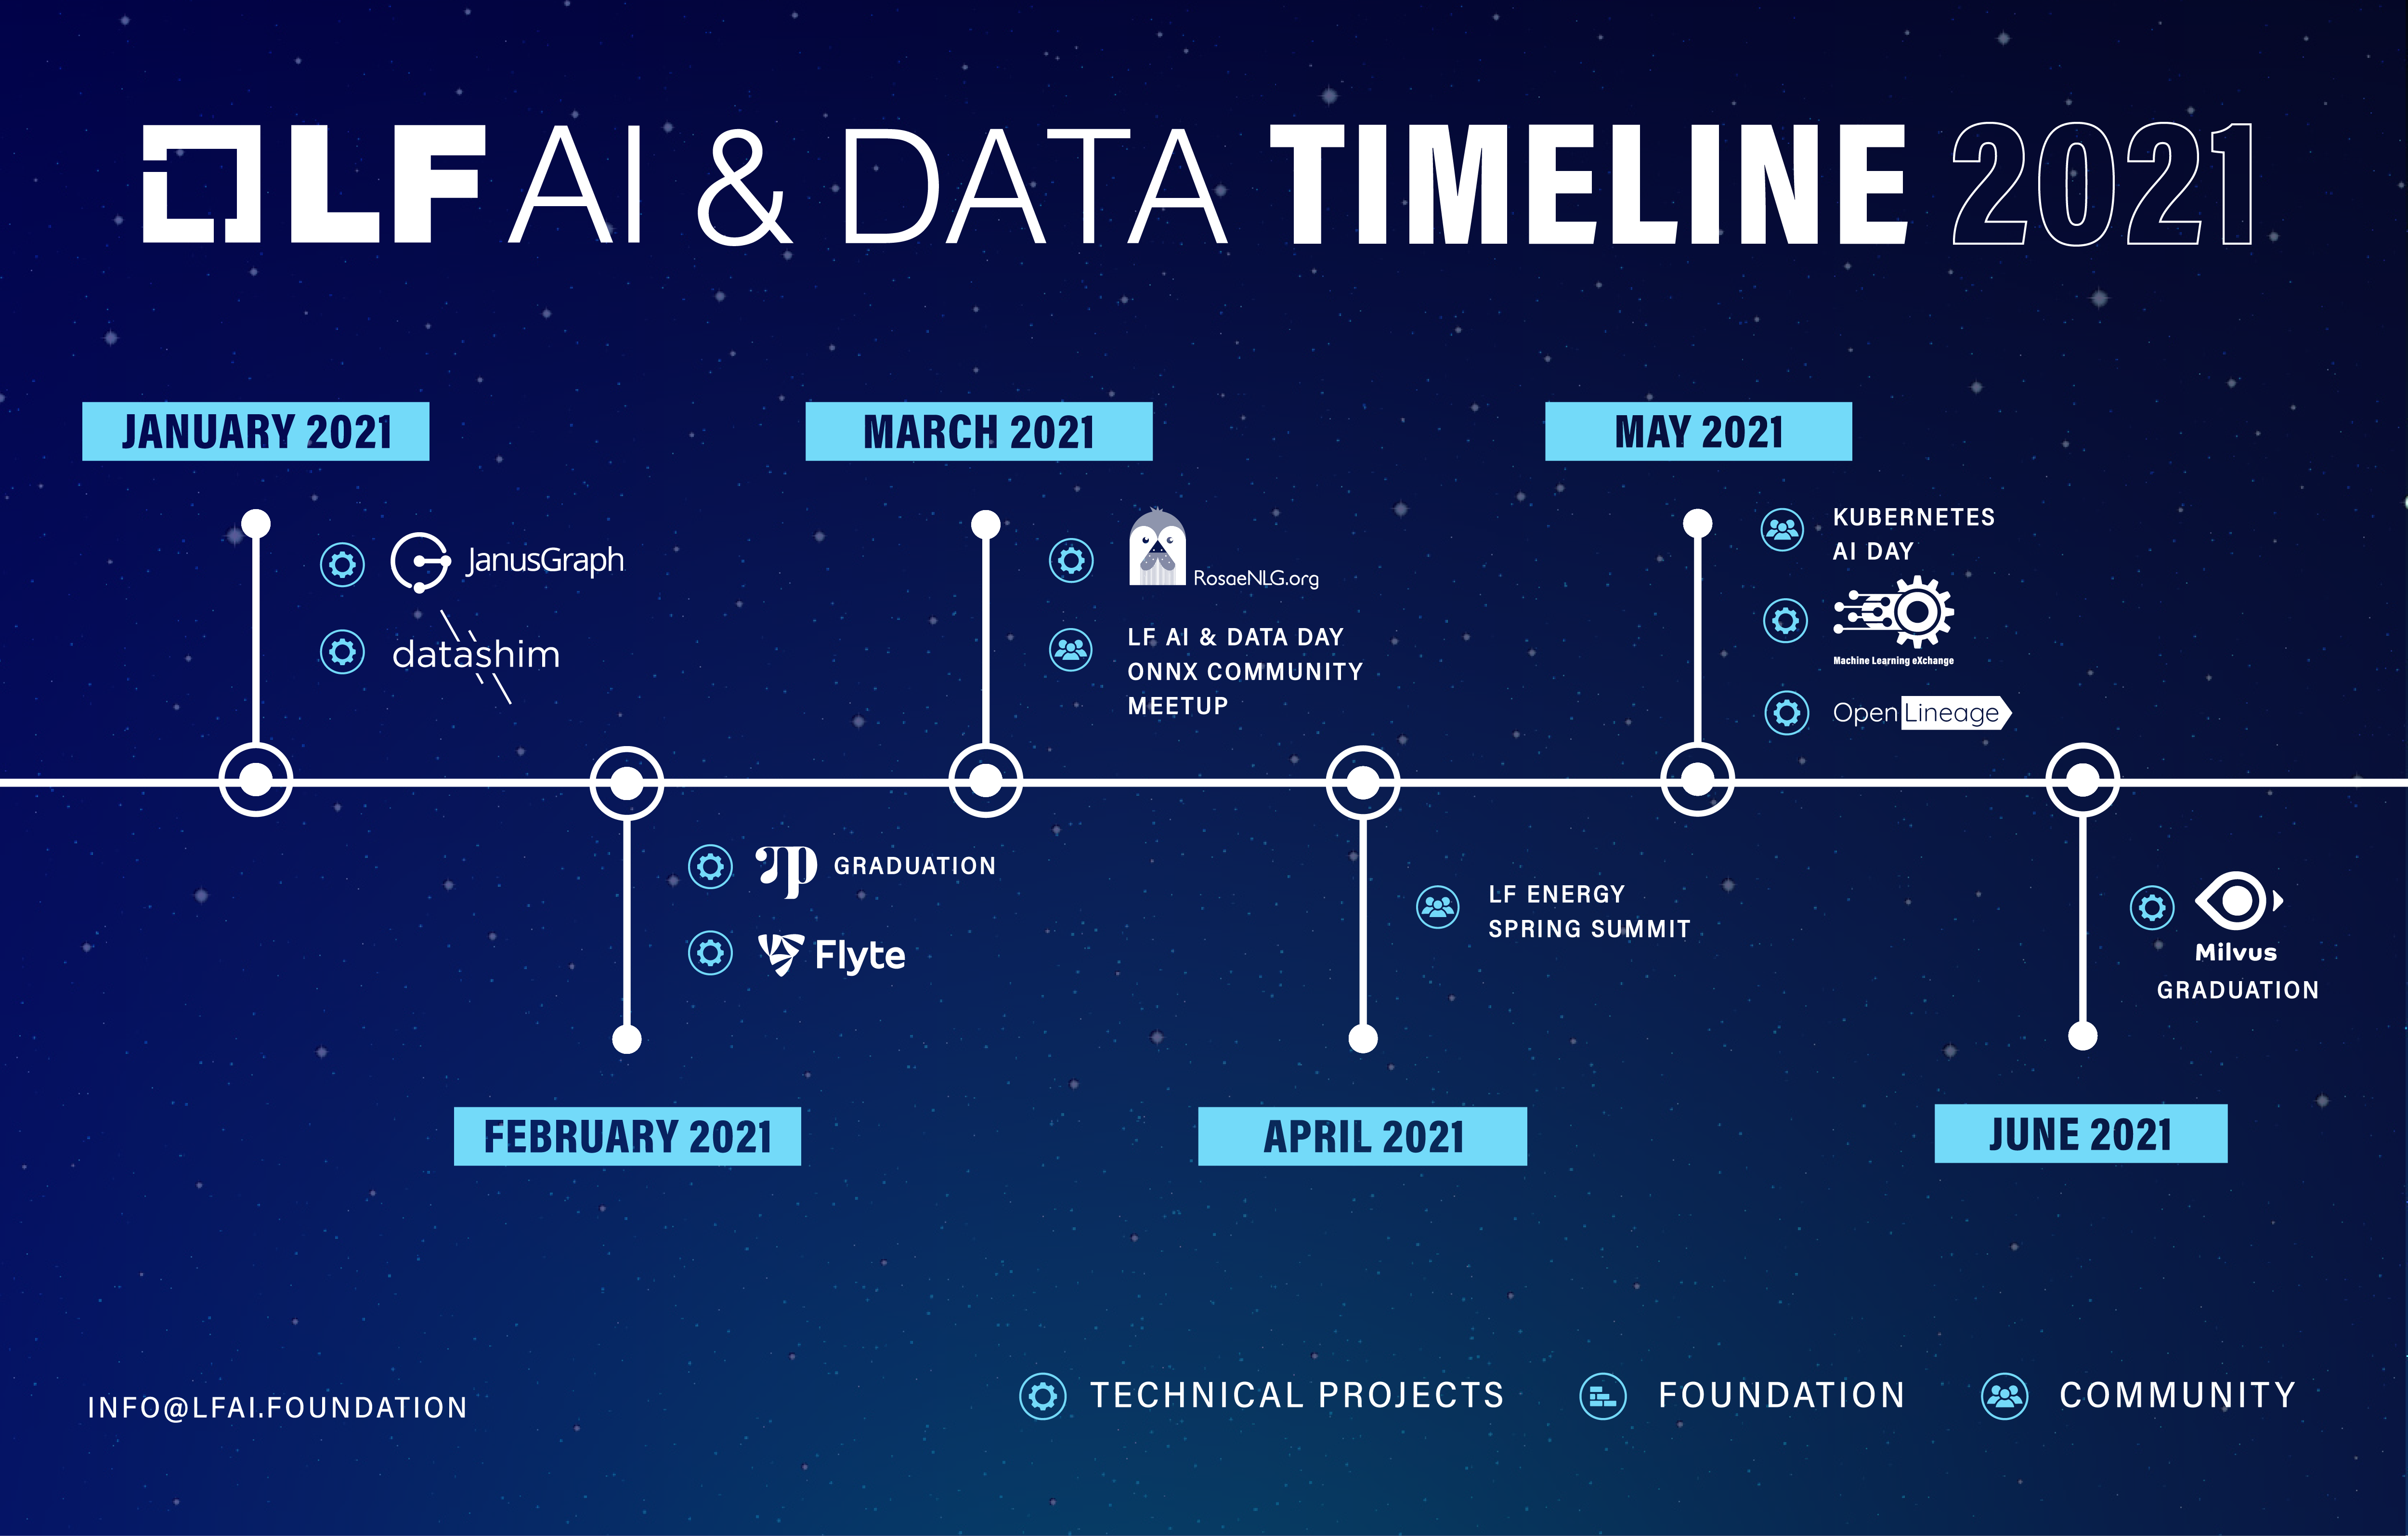 LF AI & DATA TIMELINE 2021
JANUARY 2021
JanusGraph
datashim
FEBRUARY 2021
GRADUATION
Flyte
MARCH 2021
RosaeNLG.org
LF AI & DATA DAY
ONNX COMMUNITY
MEETUP
APRIL 2021
LF ENERGY
SPRING SUMMIT
MAY 2021
KUBERNETES
AI DAY
Machine Learning eXchange
OpenLineage
JUNE 2021
Milvus
GRADUATION
INFO@LFAI.FOUNDATION
TECHNICAL PROJECTS
FOUNDATION
COMMUNITY